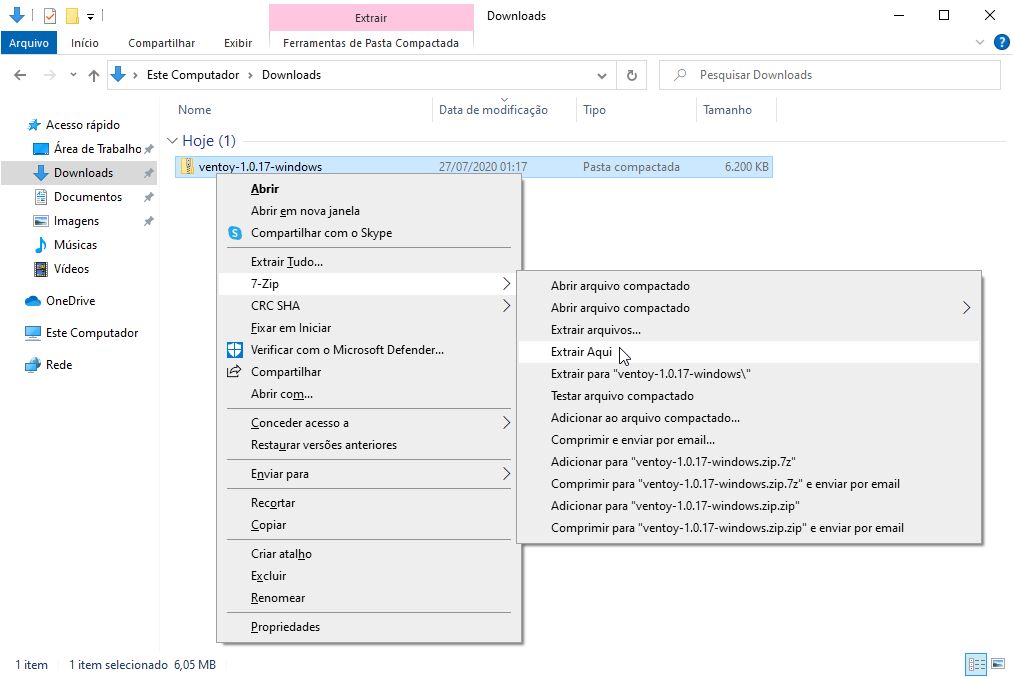 Extrair
Downloads
Arquivo
Início
Compartilhar
Exibir
Ferramentas de Pasta Compactada
?
Este Computador
Downloads
Pesquisar Downloads
Nome
Data de modificação
Tipo
Tamanho
Acesso rápido
Área de Trabalho
Downloads
Documentos
Imagens
Músicas
Vídeos
OneDrive
Este Computador
Rede
Hoje (1)
ventoy-1.0.17-windows
27/07/2020 01:17
Pasta compactada
6.200 KB
Abrir
Abrir em nova janela
Compartilhar com o Skype
Extrair Tudo...
7-Zip
CRC SHA
Fixar em Iniciar
Verificar com o Microsoft Defender...
Compartilhar
Abrir com...
Conceder acesso a
Restaurar versões anteriores
Enviar para
Recortar
Copiar
Criar atalho
Excluir
Renomear
Propriedades
Abrir arquivo compactado
Abrir arquivo compactado
Extrair arquivos...
Extrair Aqui
Extrair para "ventoy-1.0.17-windows\"
Testar arquivo compactado
Adicionar ao arquivo compactado...
Comprimir e enviar por email...
Adicionar para "ventoy-1.0.17-windows.zip.7z"
Comprimir para "ventoy-1.0.17-windows.zip.7z" e enviar por email
Adicionar para "ventoy-1.0.17-windows.zip.zip"
Comprimir para "ventoy-1.0.17-windows.zip.zip" e enviar por email
1 item
1 item selecionado 6,05 MB